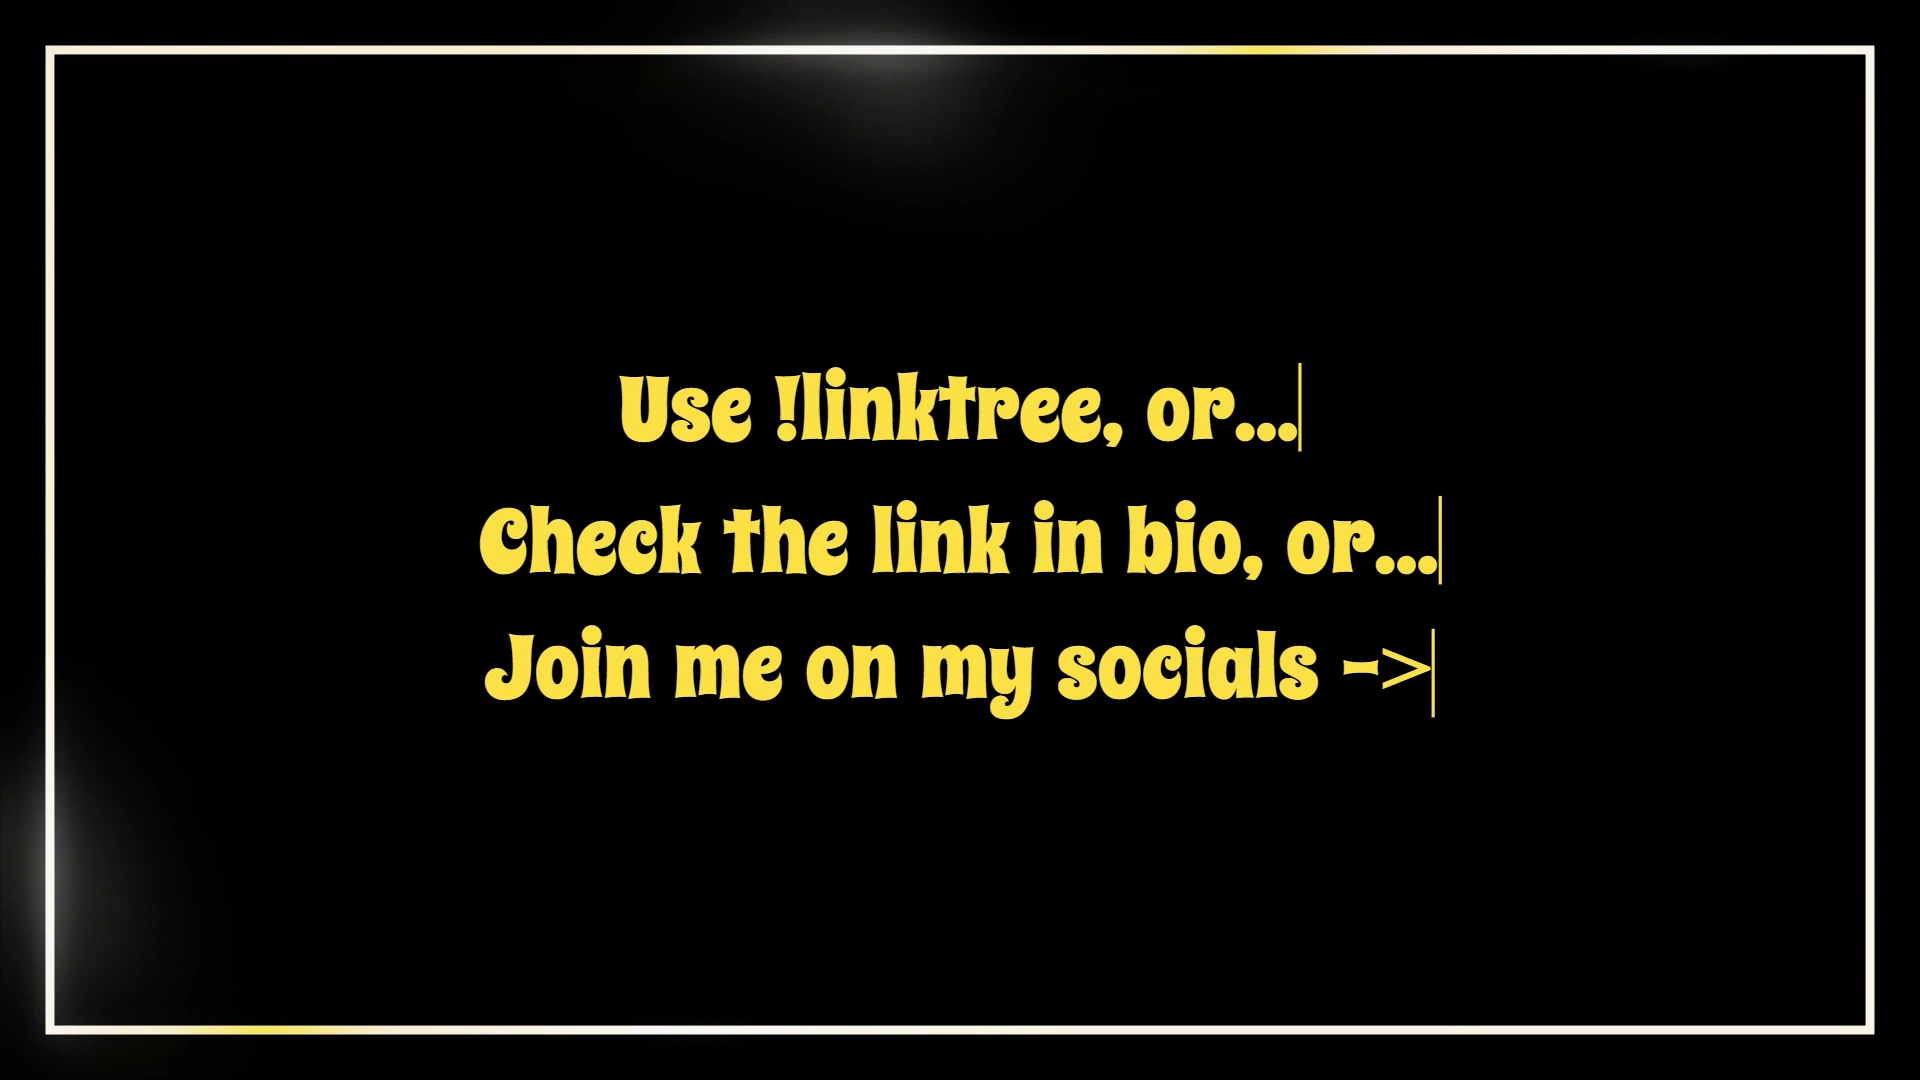 Use !linktree, or...|
Check the link in bio, or...|
Join me on my socials ->|